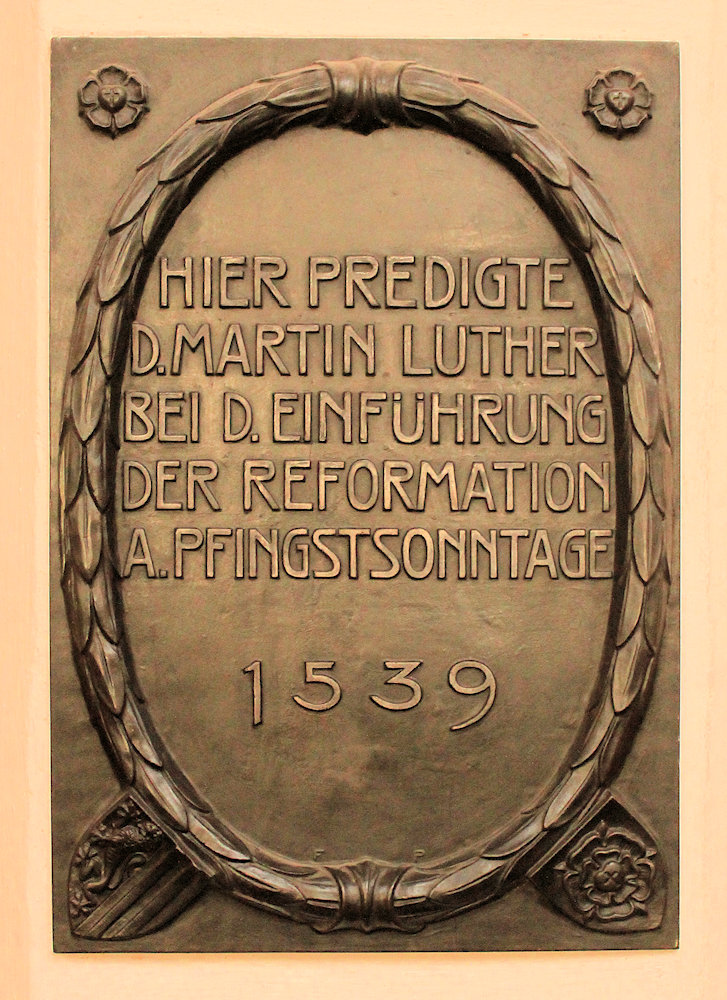 HIER PREDIGTE
D. MARTIN LUTHER
BEI D. EINFÜHRUNG
DER REFORMATION
A. PFINGSTSONNTAGE
1539